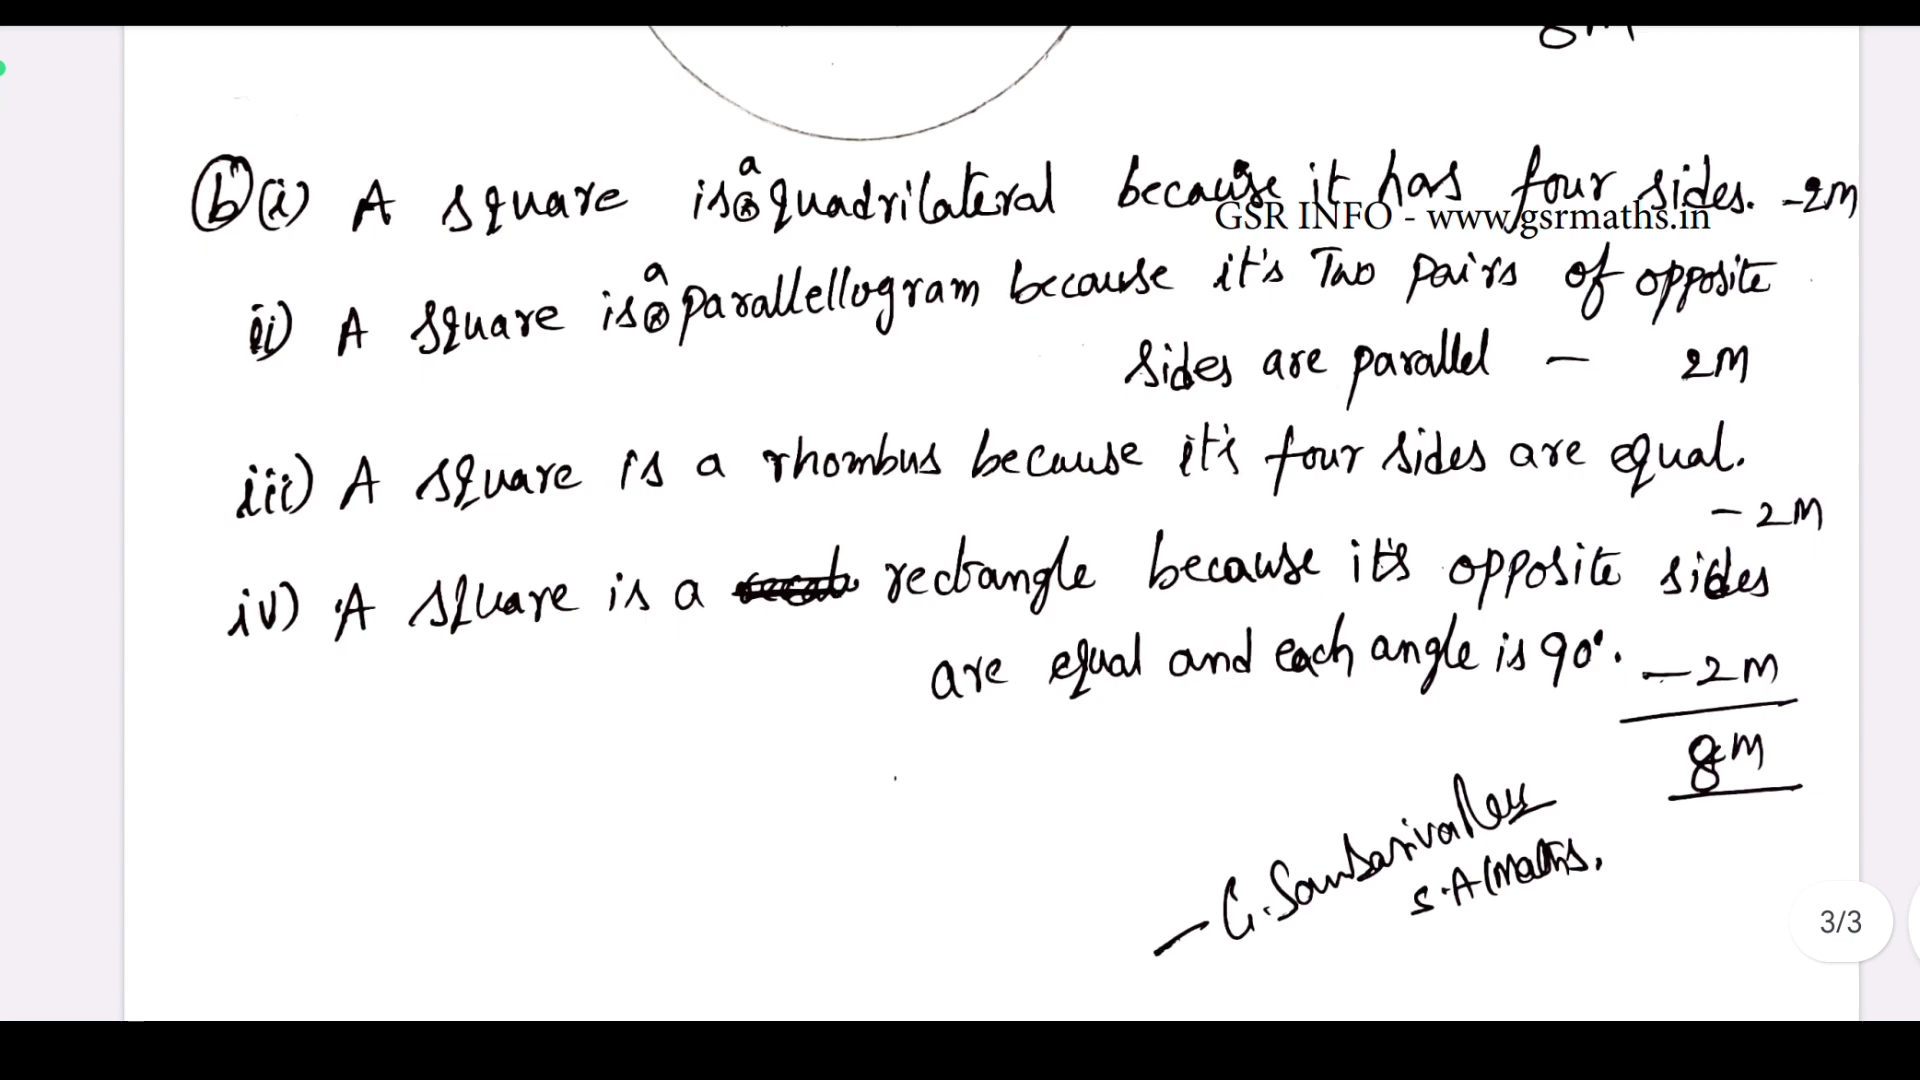 8M
b (i) A square is a quadrilateral because it has four sides. - 2M
GSR INFO - www.gsrmaths.in
ii) A square is a parallellogram because it's Two pairs of opposite
sides are parallel - 2M
iii) A square is a rhombus because it's four sides are equal.
- 2M
iv) A square is a rectangle because it's opposite sides
are equal and each angle is 90°. - 2M
8M
S.A (Maths.
3/3